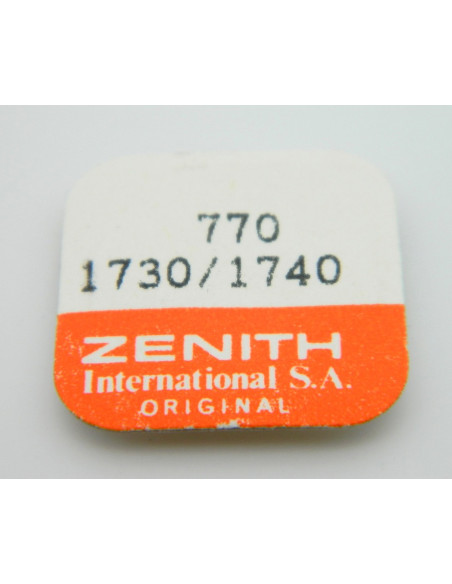 770
1730/1740
ZENITH
International S.A.
ORIGINAL